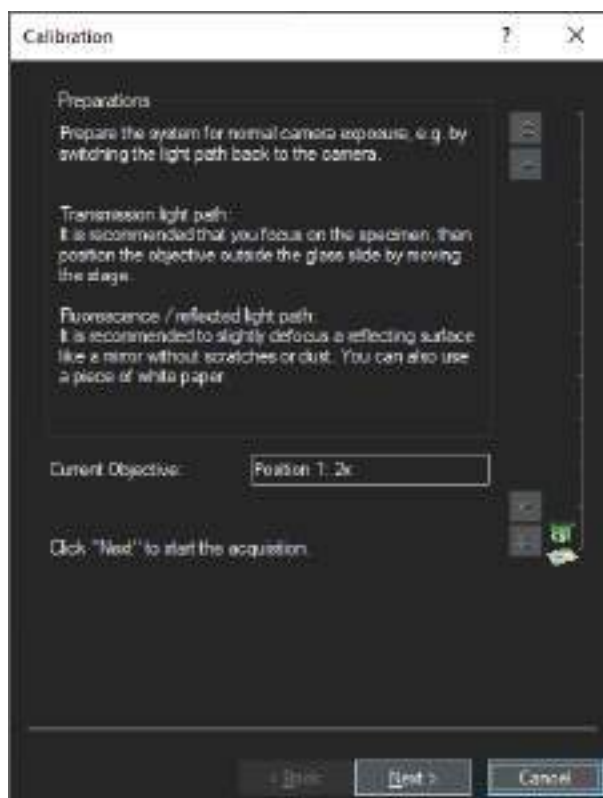 Calibration
?
Preparations
Prepare the system for normal camera exposure, e.g. by
switching the light path back to the camera.
Transmission light path:
It is recommended that you focus on the specimen, then
position the objective outside the glass slide by moving
the stage.
Fluorescence / reflected light path:
It is recommended to slightly defocus a reflecting surface
like a mirror without scratches or dust. You can also use
a piece of white paper.
Current Objective:
Position 1: 2x
Click "Next" to start the acquisition.
< Back
Next >
Cancel